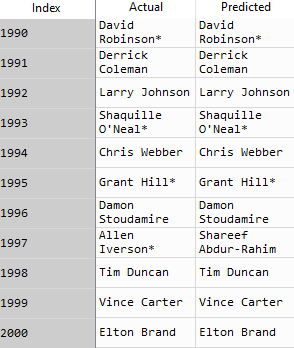 Index Actual Predicted
1990 David Robinson* David Robinson*
1991 Derrick Coleman Derrick Coleman
1992 Larry Johnson Larry Johnson
1993 Shaquille O'Neal* Shaquille O'Neal*
1994 Chris Webber Chris Webber
1995 Grant Hill* Grant Hill*
1996 Damon Stoudamire Damon Stoudamire
1997 Allen Iverson* Shareef Abdur-Rahim
1998 Tim Duncan Tim Duncan
1999 Vince Carter Vince Carter
2000 Elton Brand Elton Brand